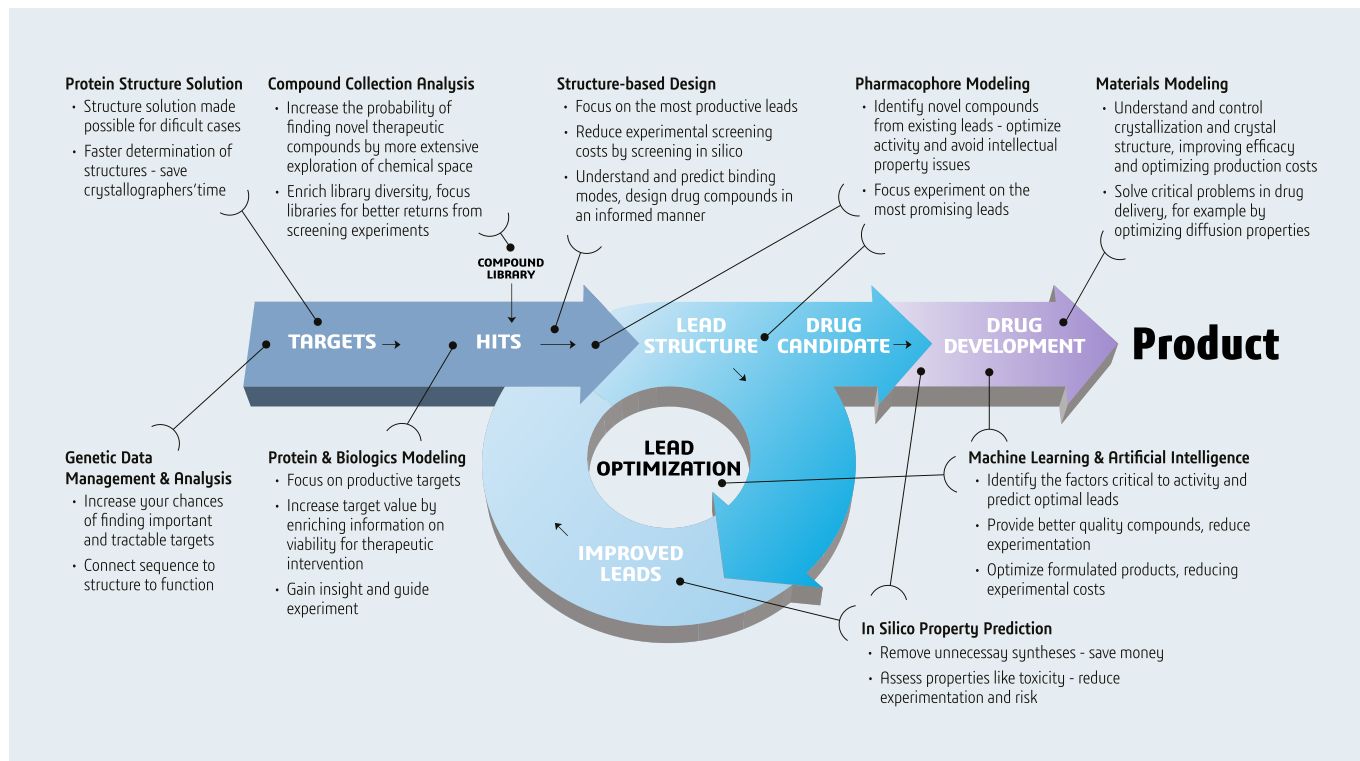 Protein Structure Solution
• Structure solution made
possible for dificult cases
• Faster determination of
structures - save
crystallographers'time
Compound Collection Analysis
• Increase the probability of
finding novel therapeutic
compounds by more extensive
exploration of chemical space
• Enrich library diversity, focus
libraries for better returns from
screening experiments
Structure-based Design
• Focus on the most productive leads
• Reduce experimental screening
costs by screening in silico
• Understand and predict binding
modes, design drug compounds in
an informed manner
Pharmacophore Modeling
• Identify novel compounds
from existing leads - optimize
activity and avoid intellectual
property issues
• Focus experiment on the
most promising leads
Materials Modeling
• Understand and control
crystallization and crystal
structure, improving efficacy
and optimizing production costs
• Solve critical problems in drug
delivery, for example by
optimizing diffusion properties
COMPOUND
LIBRARY
TARGETS
HITS
LEAD
STRUCTURE
DRUG
CANDIDATE
DRUG
DEVELOPMENT
Product
LEAD
OPTIMIZATION
IMPROVED
LEADS
Genetic Data
Management & Analysis
• Increase your chances
of finding important
and tractable targets
• Connect sequence to
structure to function
Protein & Biologics Modeling
• Focus on productive targets
• Increase target value by
enriching information on
viability for therapeutic
intervention
• Gain insight and guide
experiment
Machine Learning & Artificial Intelligence
• Identify the factors critical to activity and
predict optimal leads
• Provide better quality compounds, reduce
experimentation
• Optimize formulated products, reducing
experimental costs
In Silico Property Prediction
• Remove unnecessay syntheses - save money
• Assess properties like toxicity - reduce
experimentation and risk